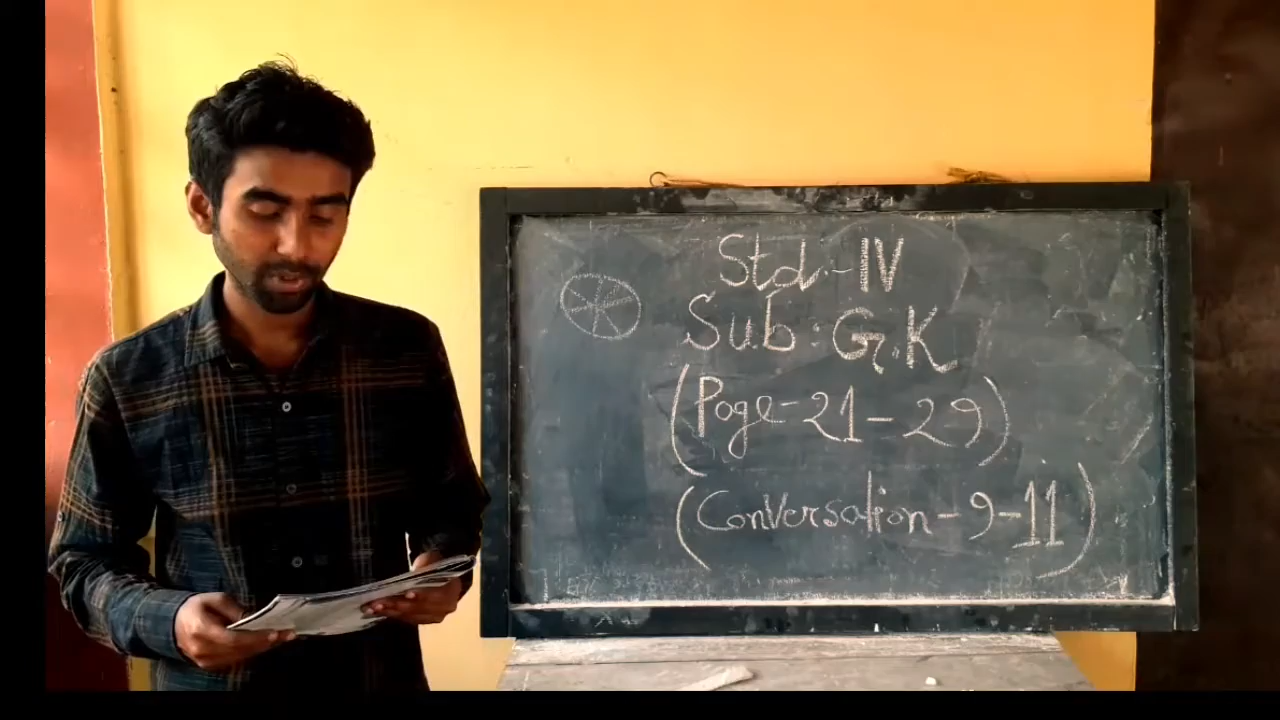 Std.-IV
Sub: G.K
(Page-21-29)
(Conversation-9-11)